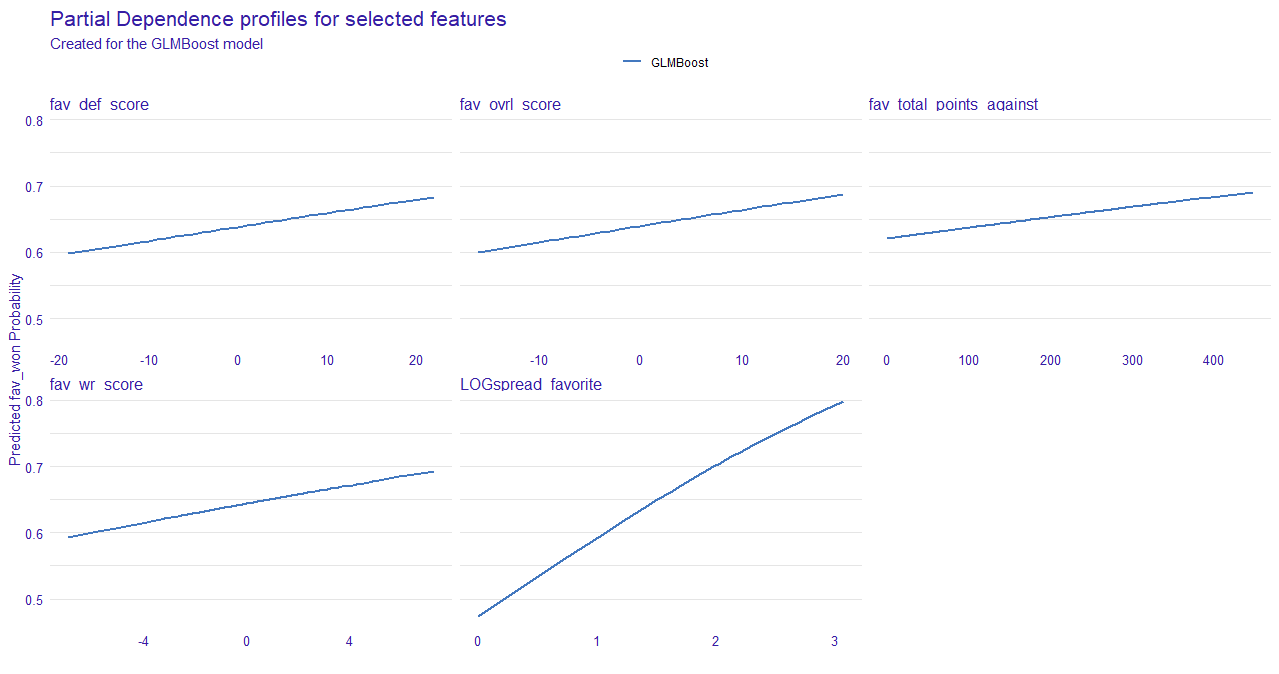 Partial Dependence profiles for selected features
Created for the GLMBoost model
GLMBoost
fav_def_score
fav_ovrl_score
fav_total_points_against
0.8
0.7
0.6
0.5
-20 -10 0 10 20
-10 0 10 20
0 100 200 300 400
fav_wr_score
LOGspread_favorite
0.8
0.7
0.6
0.5
-4 0 4
0 1 2 3
Predicted fav_won Probability